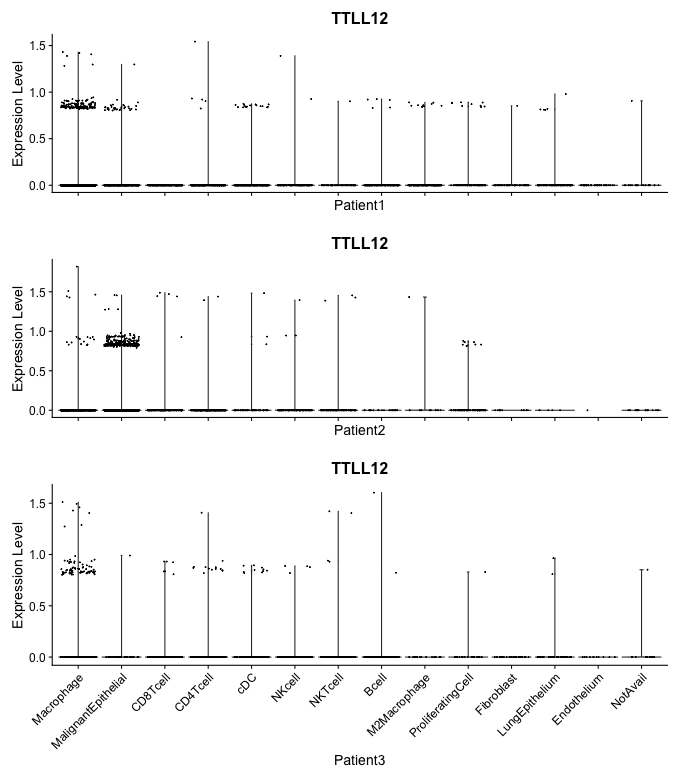 TTLL12
Expression Level
1.5
1.0
0.5
0.0
Patient1
TTLL12
Expression Level
1.5
1.0
0.5
0.0
Patient2
TTLL12
Expression Level
1.5
1.0
0.5
0.0
Macrophage
MalignantEpithelial
CD8Tcell
CD4Tcell
cDC
NKcell
NKTcell
Bcell
M2Macrophage
ProliferatingCell
Fibroblast
LungEpithelium
Endothelium
NotAvail
Patient3